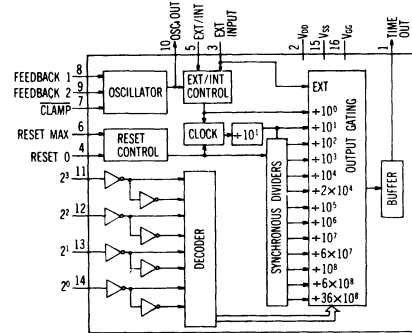 10 OSC OUT
5 EXT/INT
3 EXT INPUT
2 VDD
15 VSS
16 VGG
1 TIME OUT
FEEDBACK 1 8
FEEDBACK 2 9
CLAMP 7
OSCILLATOR
EXT/INT CONTROL
EXT
RESET MAX 6
RESET 0 4
RESET CONTROL
CLOCK
÷10¹
SYNCHRONOUS DIVIDERS
÷10⁰
÷10¹
÷10²
÷10³
÷10⁴
÷2×10⁴
÷10⁵
÷10⁶
÷10⁷
÷6×10⁷
÷10⁸
÷6×10⁸
÷36×10⁸
OUTPUT GATING
BUFFER
2³ 11
2² 12
2¹ 13
2⁰ 14
DECODER